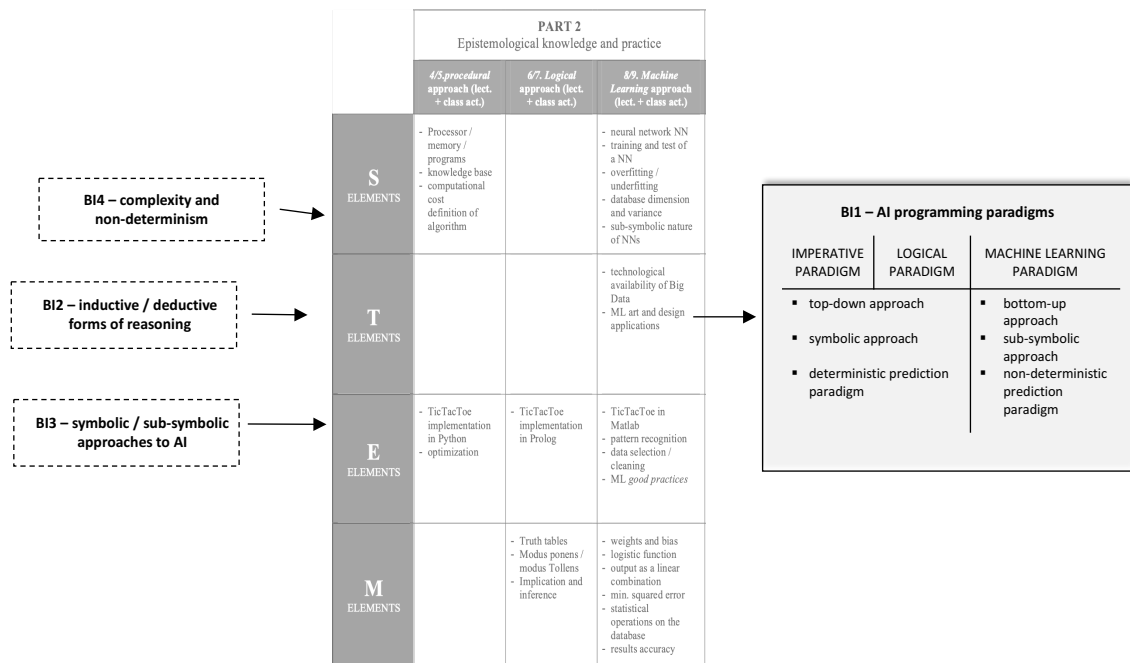 PART 2
Epistemological knowledge and practice
4/5.procedural
approach (lect.
+ class act.)
6/7. Logical
approach (lect.
+ class act.)
8/9. Machine
Learning approach
(lect. + class act.)
S
ELEMENTS
- Processor /
memory /
programs
- knowledge base
- computational
cost
definition of
algorithm
- neural network NN
- training and test of
a NN
- overfitting /
underfitting
- database dimension
and variance
- sub-symbolic nature
of NNs
T
ELEMENTS
- technological
availability of Big
Data
- ML art and design
applications
E
ELEMENTS
- TicTacToe
implementation
in Python
- optimization
- TicTacToe
implementation
in Prolog
- TicTacToe in
Matlab
- pattern recognition
- data selection /
cleaning
- ML good practices
M
ELEMENTS
- Truth tables
- Modus ponens /
modus Tollens
- Implication and
inference
- weights and bias
- logistic function
- output as a linear
combination
- min. squared error
- statistical
operations on the
database
- results accuracy
BI4 – complexity and
non-determinism
BI2 – inductive / deductive
forms of reasoning
BI3 – symbolic / sub-symbolic
approaches to AI
BI1 – AI programming paradigms
IMPERATIVE
PARADIGM
LOGICAL
PARADIGM
MACHINE LEARNING
PARADIGM
▪ top-down approach
▪ symbolic approach
▪ deterministic prediction
paradigm
▪ bottom-up
approach
▪ sub-symbolic
approach
▪ non-deterministic
prediction
paradigm